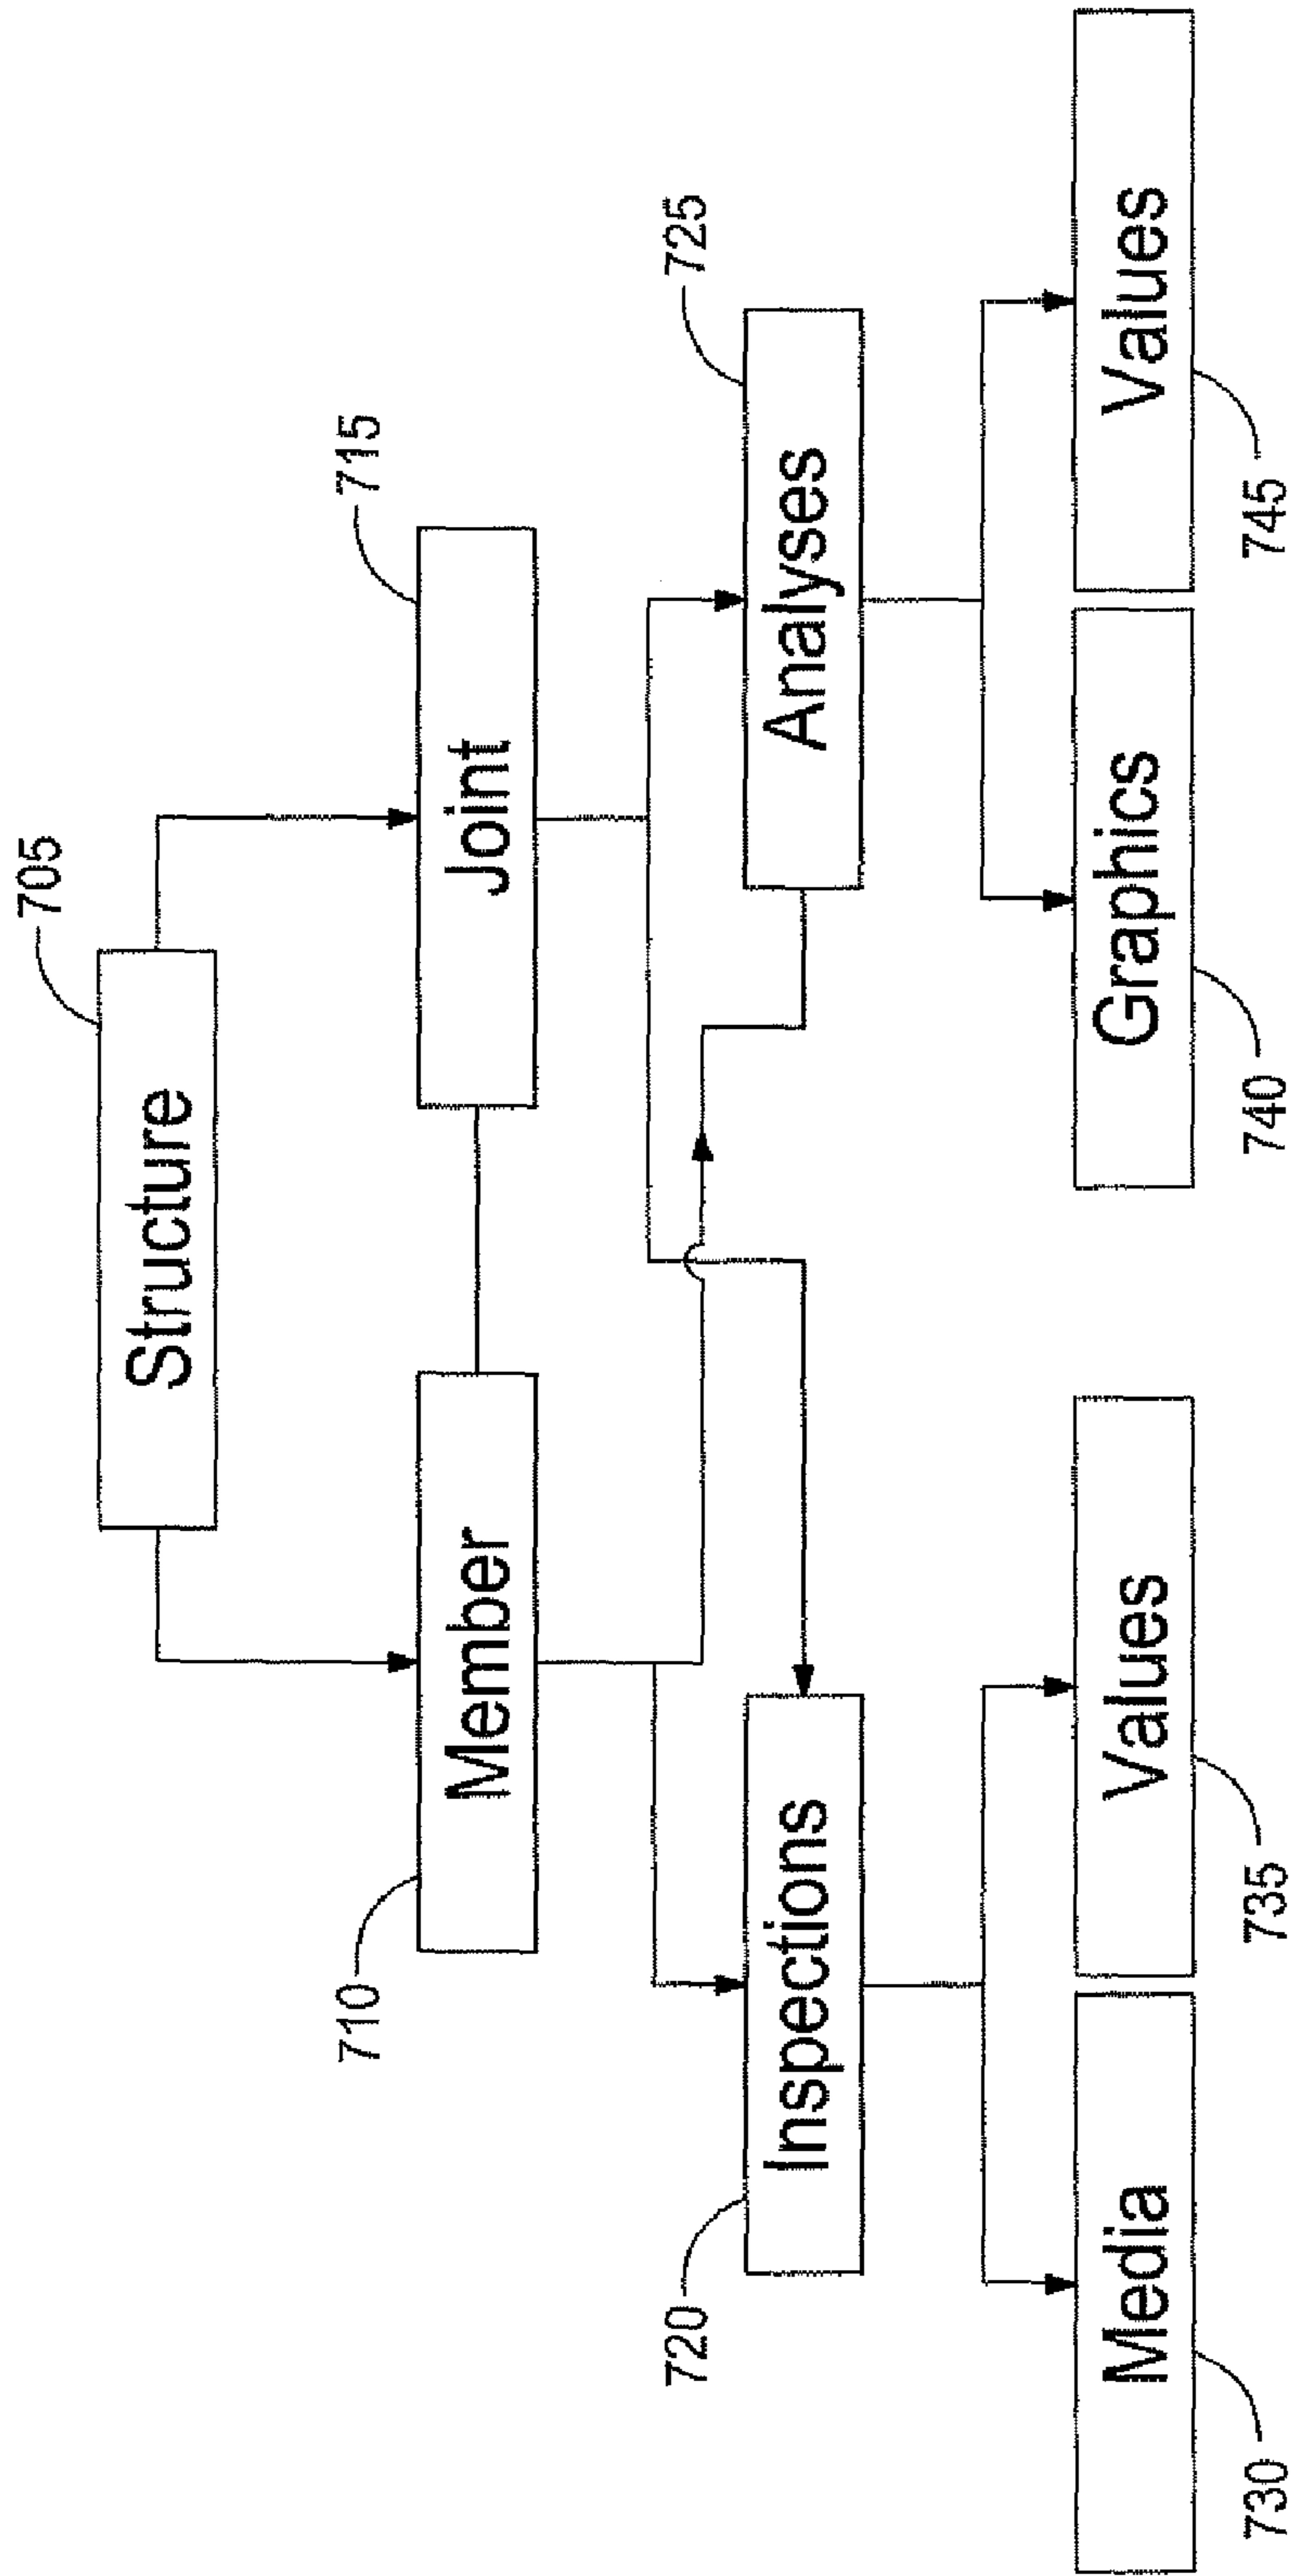 Structure
705
Member
710
Joint
715
Inspections
720
Analyses
725
Media
730
Values
735
Graphics
740
Values
745